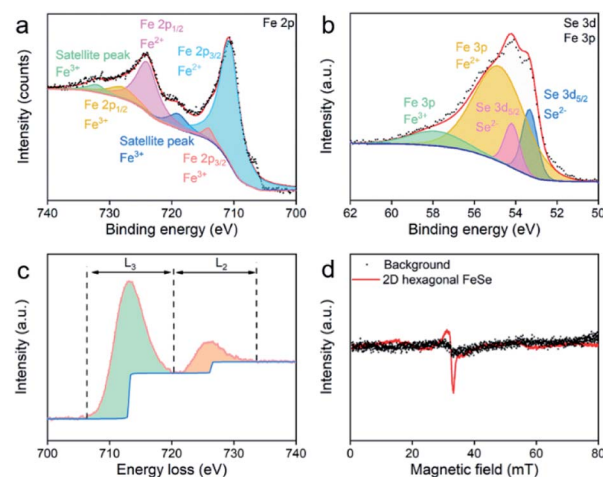 a
Fe 2p
Fe 2p1/2
Fe2+
Satellite peak
Fe3+
Fe 2p3/2
Fe2+
Fe 2p1/2
Fe3+
Satellite peak
Fe3+
Fe 2p3/2
Fe3+
Intensity (counts)
740 730 720 710 700
Binding energy (eV)
b
Se 3d
Fe 3p
Fe 3p
Fe2+
Fe 3p
Fe3+
Se 3d3/2
Se2-
Se 3d5/2
Se2-
Intensity (a.u.)
62 60 58 56 54 52 50
Binding energy (eV)
c
L3
L2
Intensity (a.u.)
700 710 720 730 740
Energy loss (eV)
d
Background
2D hexagonal FeSe
Intensity (a.u.)
0 20 40 60 80
Magnetic field (mT)